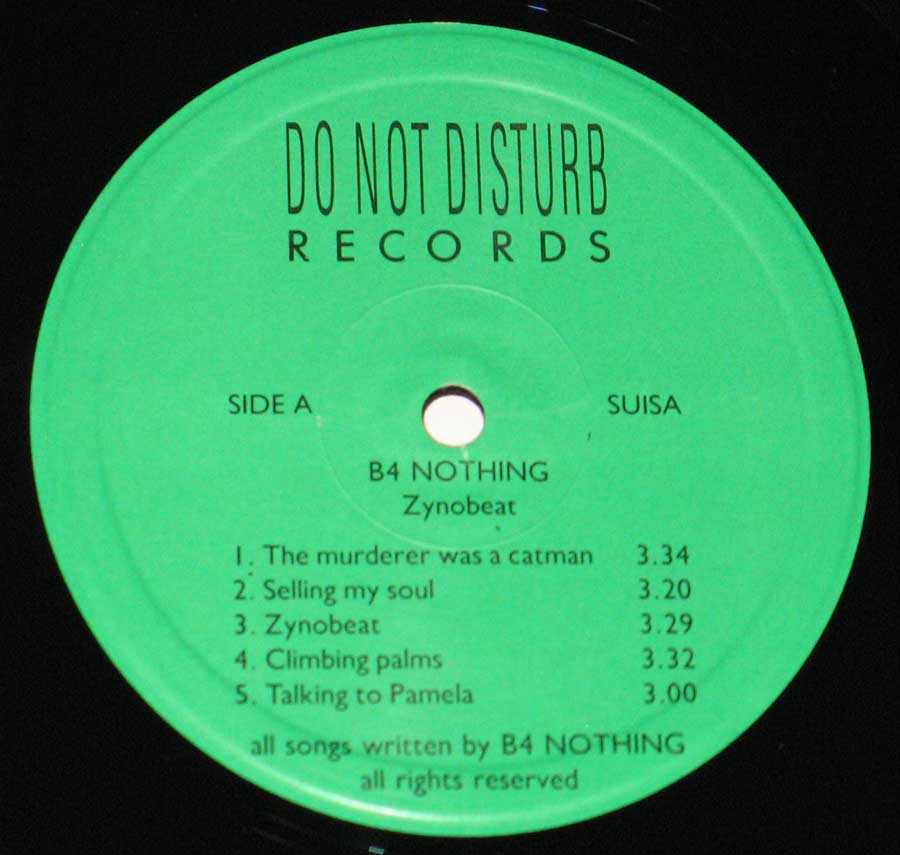 DO NOT DISTURB
RECORDS
SIDE A SUISA
B4 NOTHING
Zynobeat
1. The murderer was a catman 3.34
2. Selling my soul 3.20
3. Zynobeat 3.29
4. Climbing palms 3.32
5. Talking to Pamela 3.00
all songs written by B4 NOTHING
all rights reserved